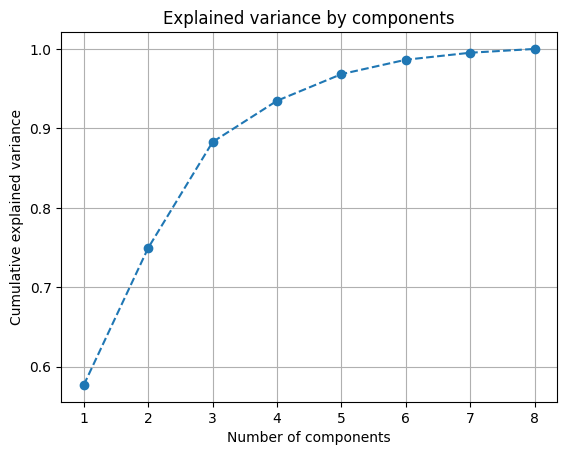 Explained variance by components
Cumulative explained variance
1.0
0.9
0.8
0.7
0.6
1 2 3 4 5 6 7 8
Number of components